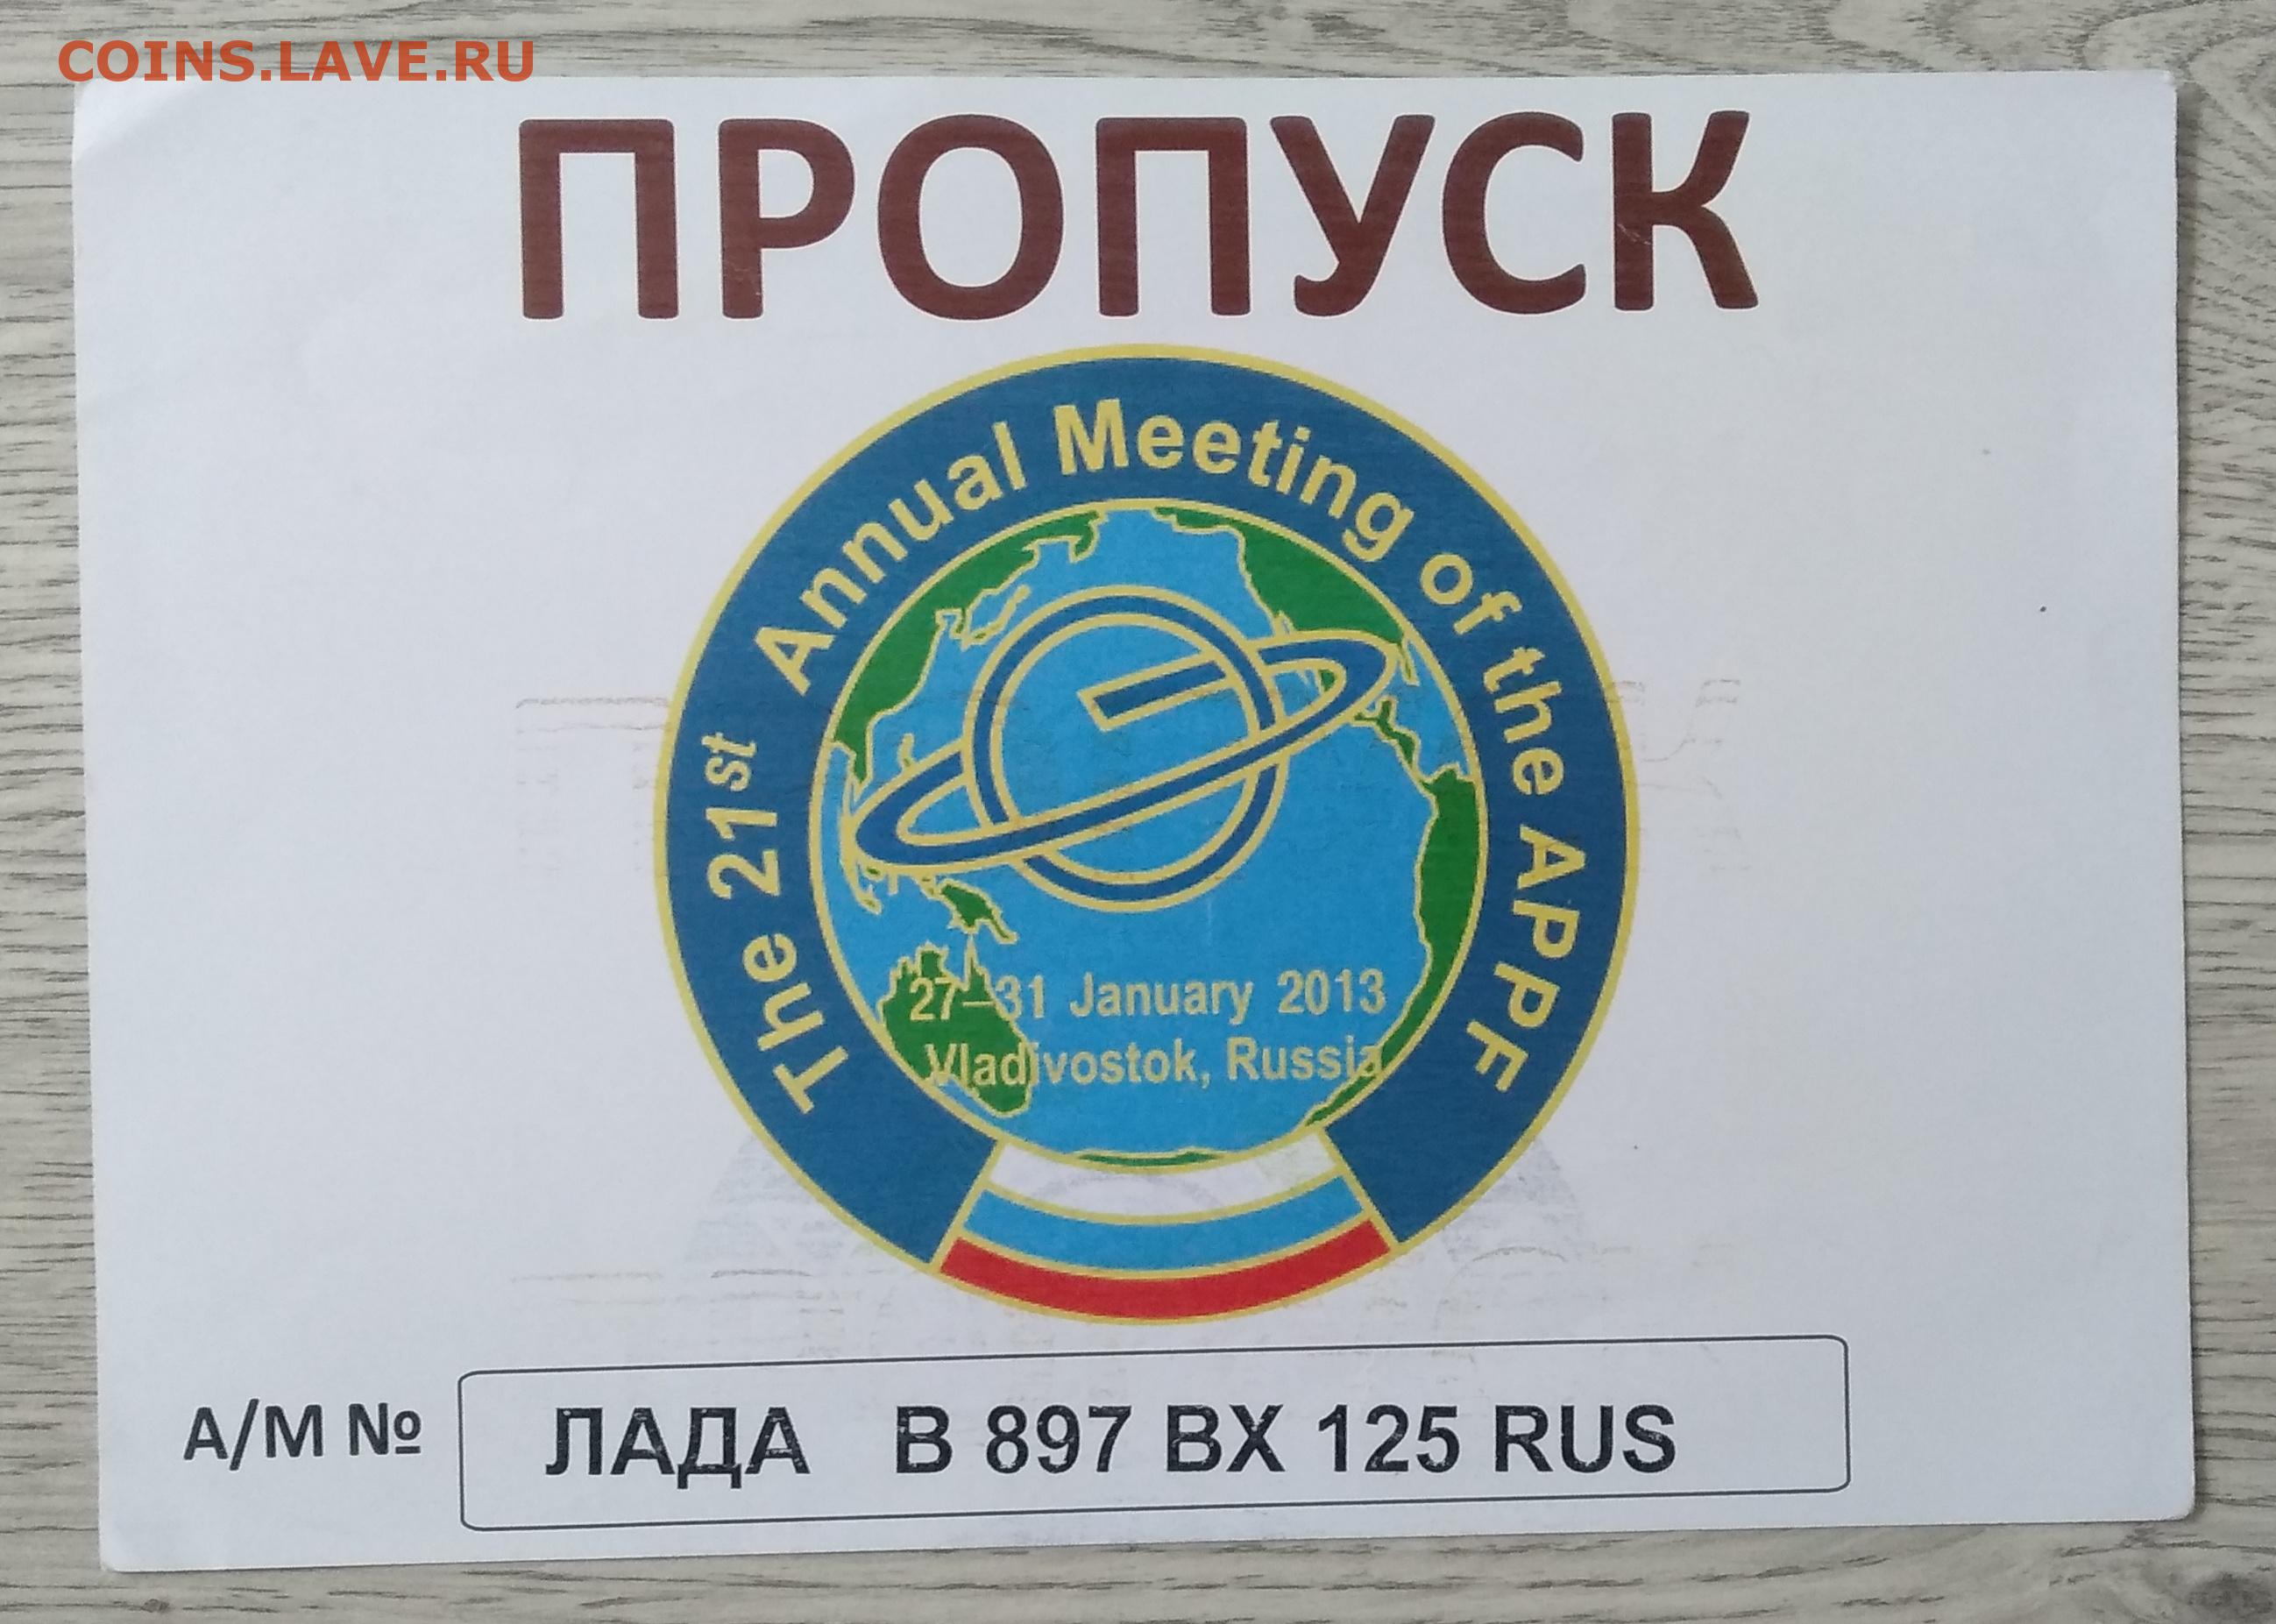 COINS.LAVE.RU
ПРОПУСК
The 21st Annual Meeting of the APPF
27–31 January 2013
Vladivostok, Russia
А/М № ЛАДА В 897 ВХ 125 RUS